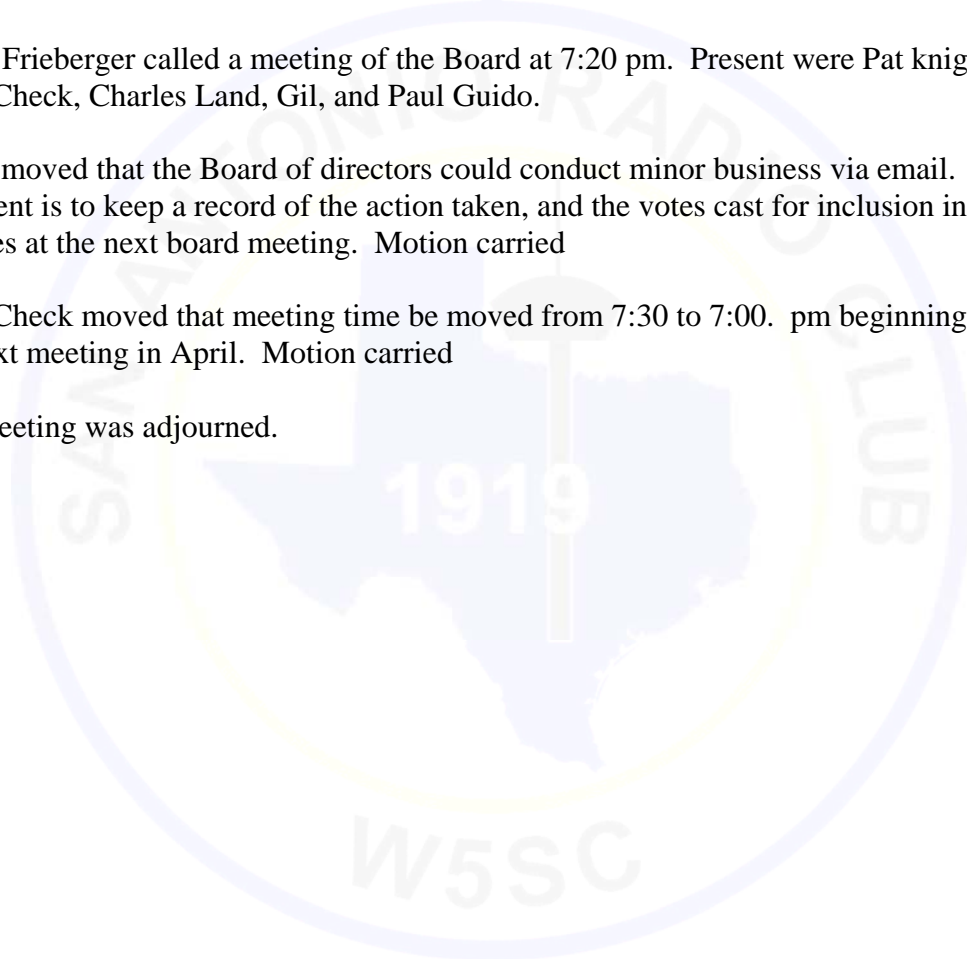 Frieberger called a meeting of the Board at 7:20 pm.  Present were Pat knig
Check, Charles Land, Gil, and Paul Guido.
moved that the Board of directors could conduct minor business via email.
ent is to keep a record of the action taken, and the votes cast for inclusion in
es at the next board meeting.  Motion carried
Check moved that meeting time be moved from 7:30 to 7:00.  pm beginning
xt meeting in April.  Motion carried
eeting was adjourned.
SAN ANTONIO RADIO CLUB
1919
W5SC